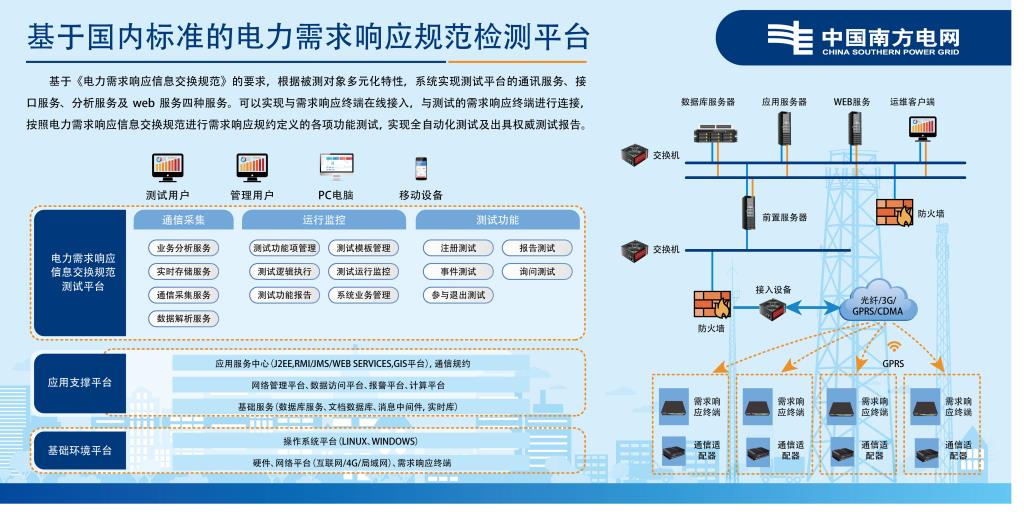 基于国内标准的电力需求响应规范检测平台
中国南方电网
CHINA SOUTHERN POWER GRID
基于《电力需求响应信息交换规范》的要求，根据被测对象多元化特性，系统实现测试平台的通讯服务、接
口服务、分析服务及 web 服务四种服务。可以实现与需求响应终端在线接入，与测试的需求响应终端进行连接，
按照电力需求响应信息交换规范进行需求响应规约定义的各项功能测试，实现全自动化测试及出具权威测试报告。
测试用户
管理用户
PC电脑
移动设备
电力需求响应
信息交换规范
测试平台
通信采集
业务分析服务
实时存储服务
通信采集服务
数据解析服务
运行监控
测试功能项管理
测试模板管理
测试逻辑执行
测试运行监控
测试功能报告
系统业务管理
测试功能
注册测试
报告测试
事件测试
询问测试
参与退出测试
应用支撑平台
应用服务中心（J2EE,RMI/JMS/WEB SERVICES,GIS平台），通信规约
网络管理平台、数据访问平台、报警平台、计算平台
基础服务（数据库服务、文档数据库、消息中间件，实时库）
基础环境平台
操作系统平台（LINUX、WINDOWS）
硬件、网络平台（互联网/4G/局域网）、需求响应终端
数据库服务器
应用服务器
WEB服务
运维客户端
交换机
前置服务器
防火墙
交换机
防火墙
接入设备
光纤/3G/
GPRS/CDMA
GPRS
需求响
应终端
通信适
配器
需求响
应终端
通信适
配器
需求响
应终端
通信适
配器
需求响
应终端
通信适
配器